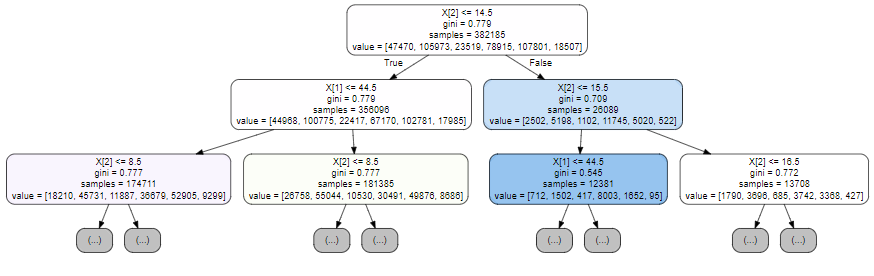 X[2] <= 14.5
gini = 0.779
samples = 382185
value = [47470, 105973, 23519, 78915, 107801, 18507]
True
False
X[1] <= 44.5
gini = 0.779
samples = 356096
value = [44968, 100775, 22417, 67170, 102781, 17985]
X[2] <= 15.5
gini = 0.709
samples = 26089
value = [2502, 5198, 1102, 11745, 5020, 522]
X[2] <= 8.5
gini = 0.777
samples = 174711
value = [18210, 45731, 11887, 36679, 52905, 9299]
X[2] <= 8.5
gini = 0.777
samples = 181385
value = [26758, 55044, 10530, 30491, 49876, 8686]
X[1] <= 44.5
gini = 0.545
samples = 12381
value = [712, 1502, 417, 8003, 1652, 95]
X[2] <= 16.5
gini = 0.772
samples = 13708
value = [1790, 3696, 685, 3742, 3368, 427]
(...)
(...)
(...)
(...)
(...)
(...)
(...)
(...)